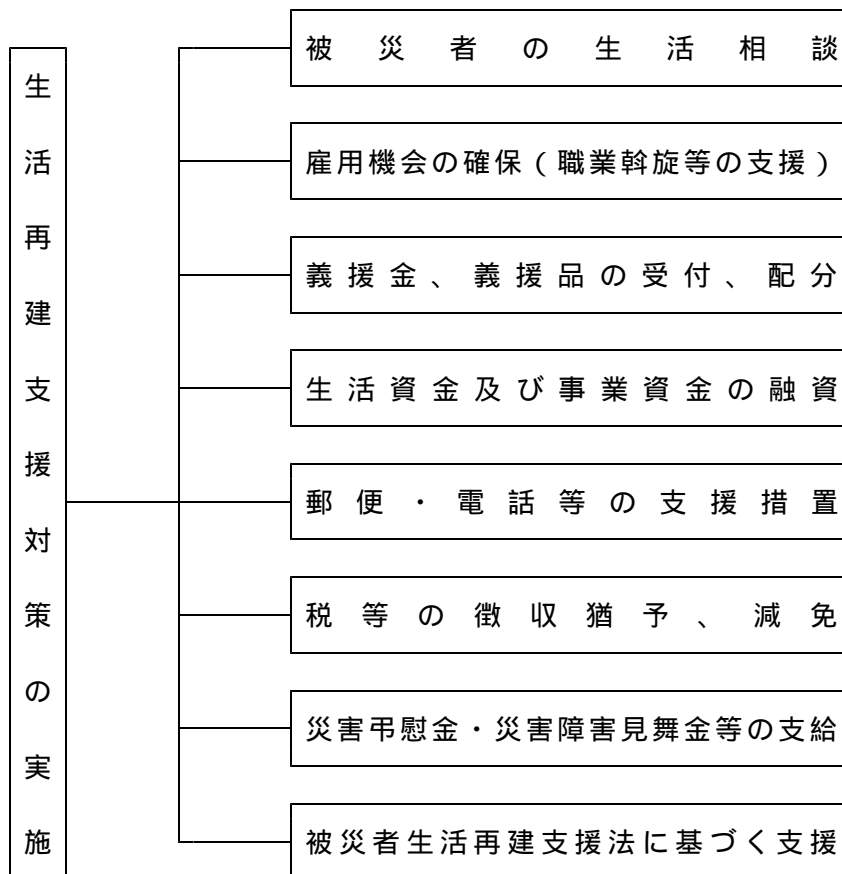 生活再建支援対策の実施
被災者の生活相談
雇用機会の確保（職業斡旋等の支援）
義援金、義援品の受付、配分
生活資金及び事業資金の融資
郵便・電話等の支援措置
税等の徴収猶予、減免
災害弔慰金・災害障害見舞金等の支給
被災者生活再建支援法に基づく支援